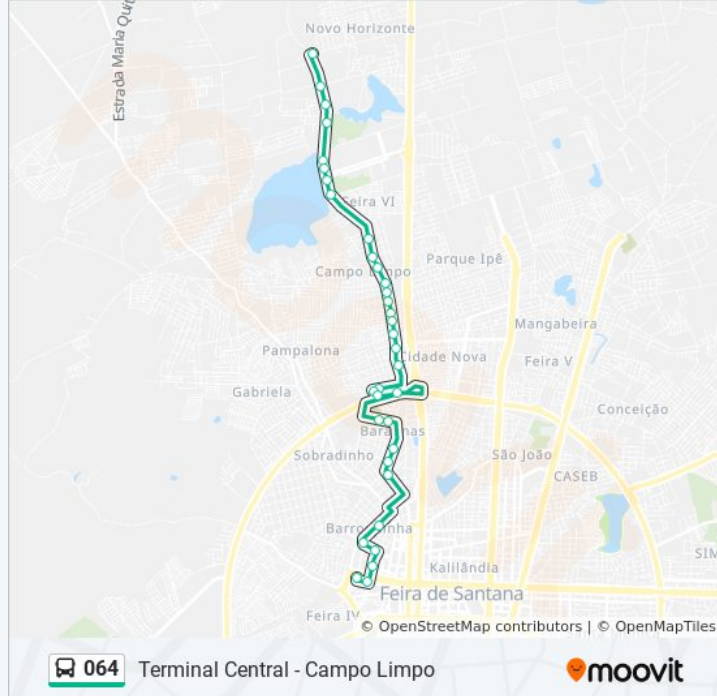 Novo Horizonte
Estrada Maria Quit
Feira VI
Campo Limpo
Parque Ipê
Mangabeira
Pampalona
Cidade Nova
Feira V
Gabriela
Conceição
Baraúnas
Sobradinho
São João
CASEB
Barroquinha
SIM
Kalilândia
Feira de Santana
Feira IV
© OpenStreetMap contributors | © OpenMapTiles
064 Terminal Central - Campo Limpo
moovit